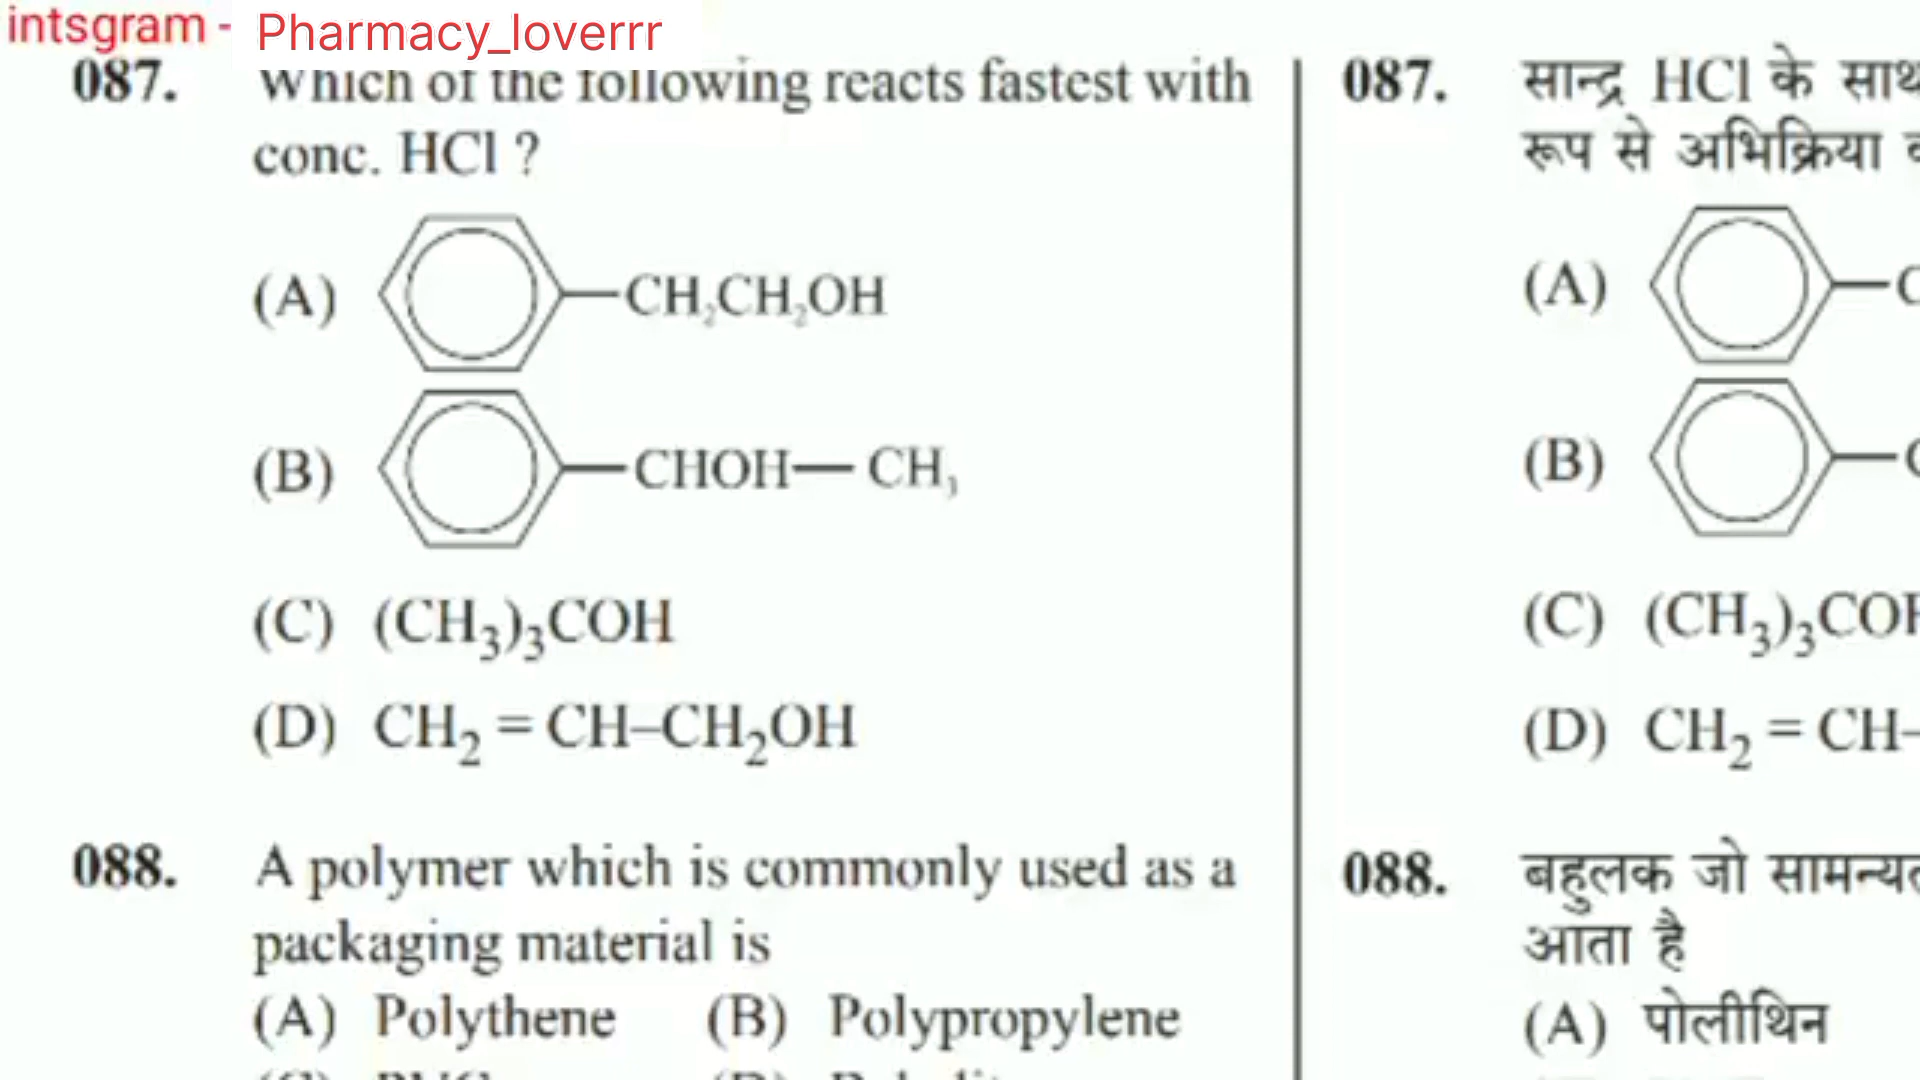 intsgram - Pharmacy_loverrr
087. Which of the following reacts fastest with
conc. HCl ?
(A) CH₂CH₂OH
(B) CHOH—CH₃
(C) (CH₃)₃COH
(D) CH₂ = CH–CH₂OH
088. A polymer which is commonly used as a
packaging material is
(A) Polythene (B) Polypropylene
087. सान्द्र HCl के साथ
रूप से अभिक्रिया
(A)
(B)
(C) (CH₃)₃CO
(D) CH₂ = CH–
088. बहुलक जो
आता है
(A) पोलीथिन